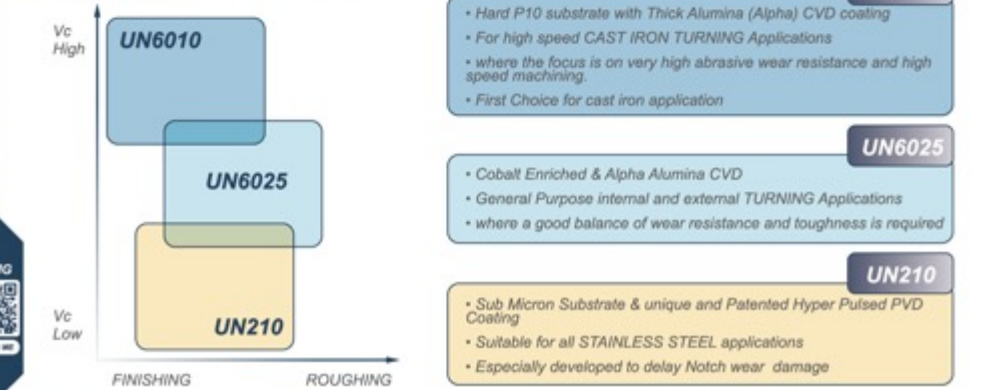 Vc
High
UN6010
UN6025
UN210
Vc
Low
FINISHING
ROUGHING
• Hard P10 substrate with Thick Alumina (Alpha) CVD coating
• For high speed CAST IRON TURNING Applications
• where the focus is on very high abrasive wear resistance and high
speed machining.
• First Choice for cast iron application
UN6025
• Cobalt Enriched & Alpha Alumina CVD
• General Purpose internal and external TURNING Applications
• where a good balance of wear resistance and toughness is required
UN210
• Sub Micron Substrate & unique and Patented Hyper Pulsed PVD
Coating
• Suitable for all STAINLESS STEEL applications
• Especially developed to delay Notch wear damage